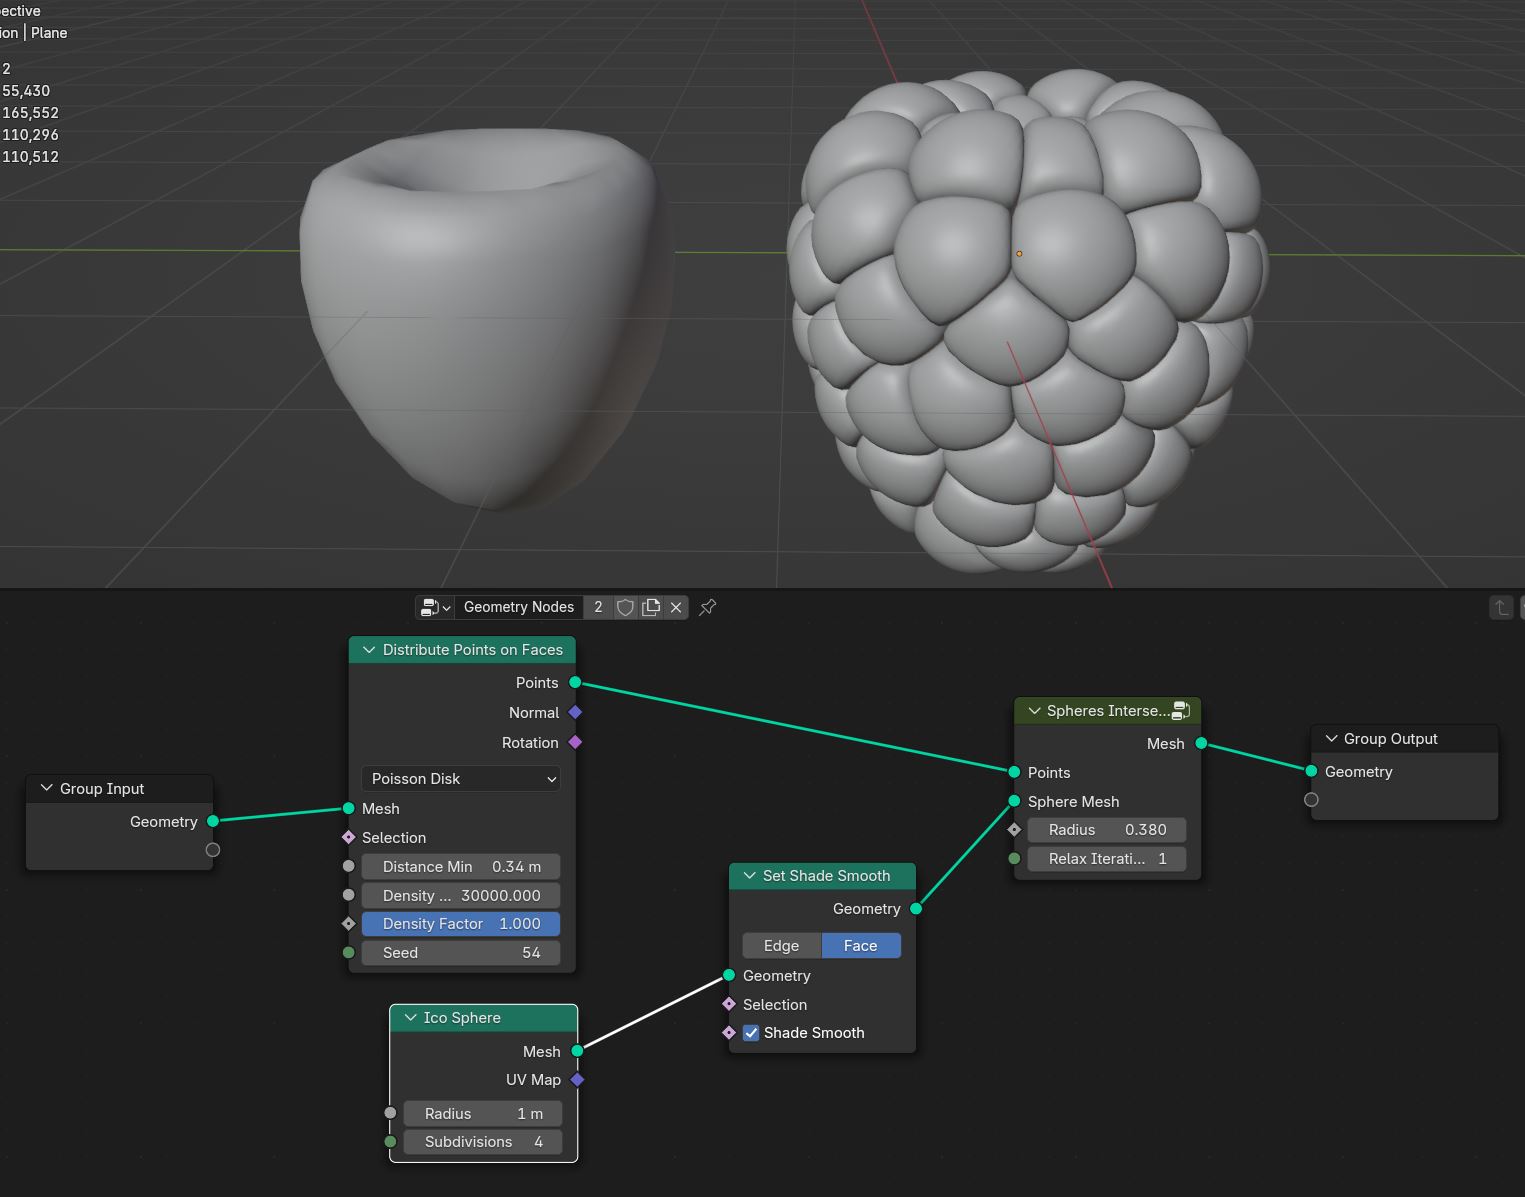 ective
ion | Plane
2
55,430
165,552
110,296
110,512
Geometry Nodes
2
Distribute Points on Faces
Points
Normal
Rotation
Poisson Disk
Mesh
Selection
Distance Min 0.34 m
Density ... 30000.000
Density Factor 1.000
Seed 54
Group Input
Geometry
Ico Sphere
Mesh
UV Map
Radius 1 m
Subdivisions 4
Set Shade Smooth
Geometry
Edge Face
Geometry
Selection
Shade Smooth
Spheres Interse...
Mesh
Points
Sphere Mesh
Radius 0.380
Relax Iterati... 1
Group Output
Geometry